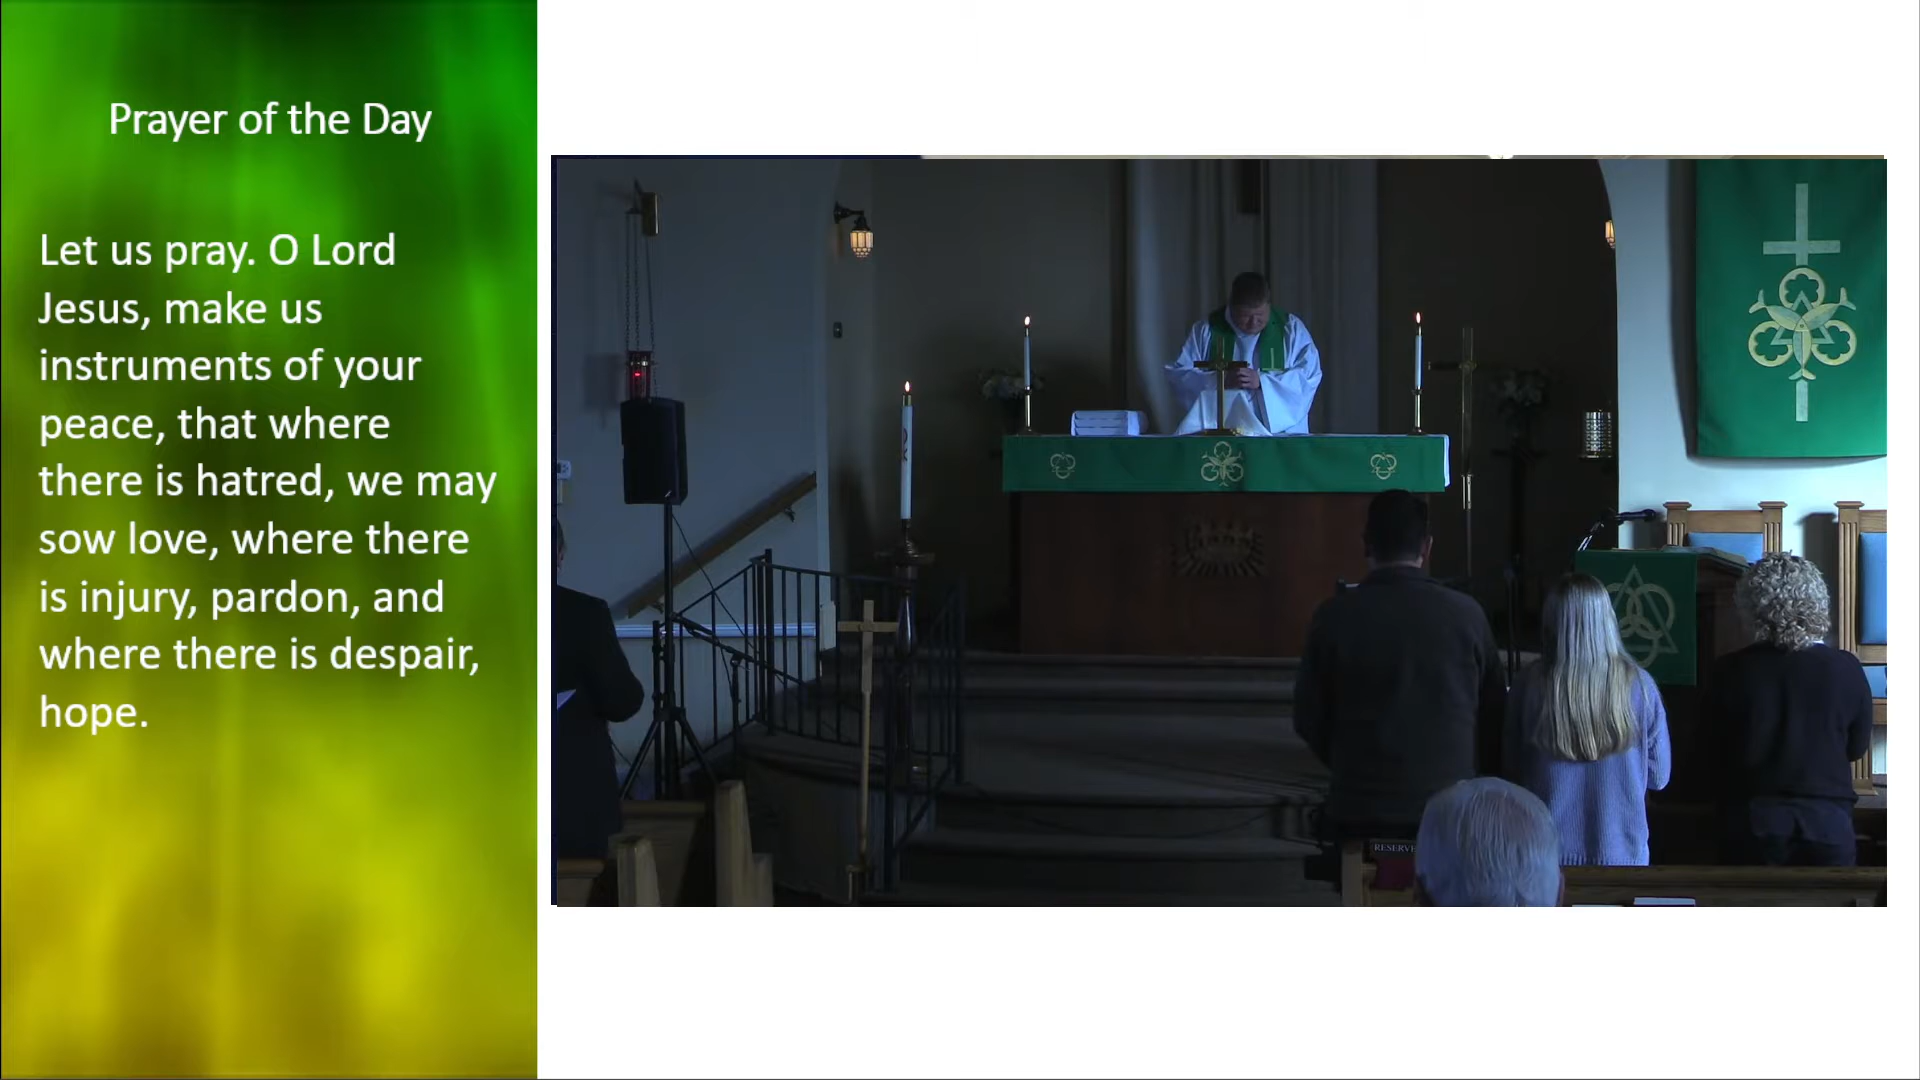 Prayer of the Day
Let us pray. O Lord
Jesus, make us
instruments of your
peace, that where
there is hatred, we may
sow love, where there
is injury, pardon, and
where there is despair,
hope.